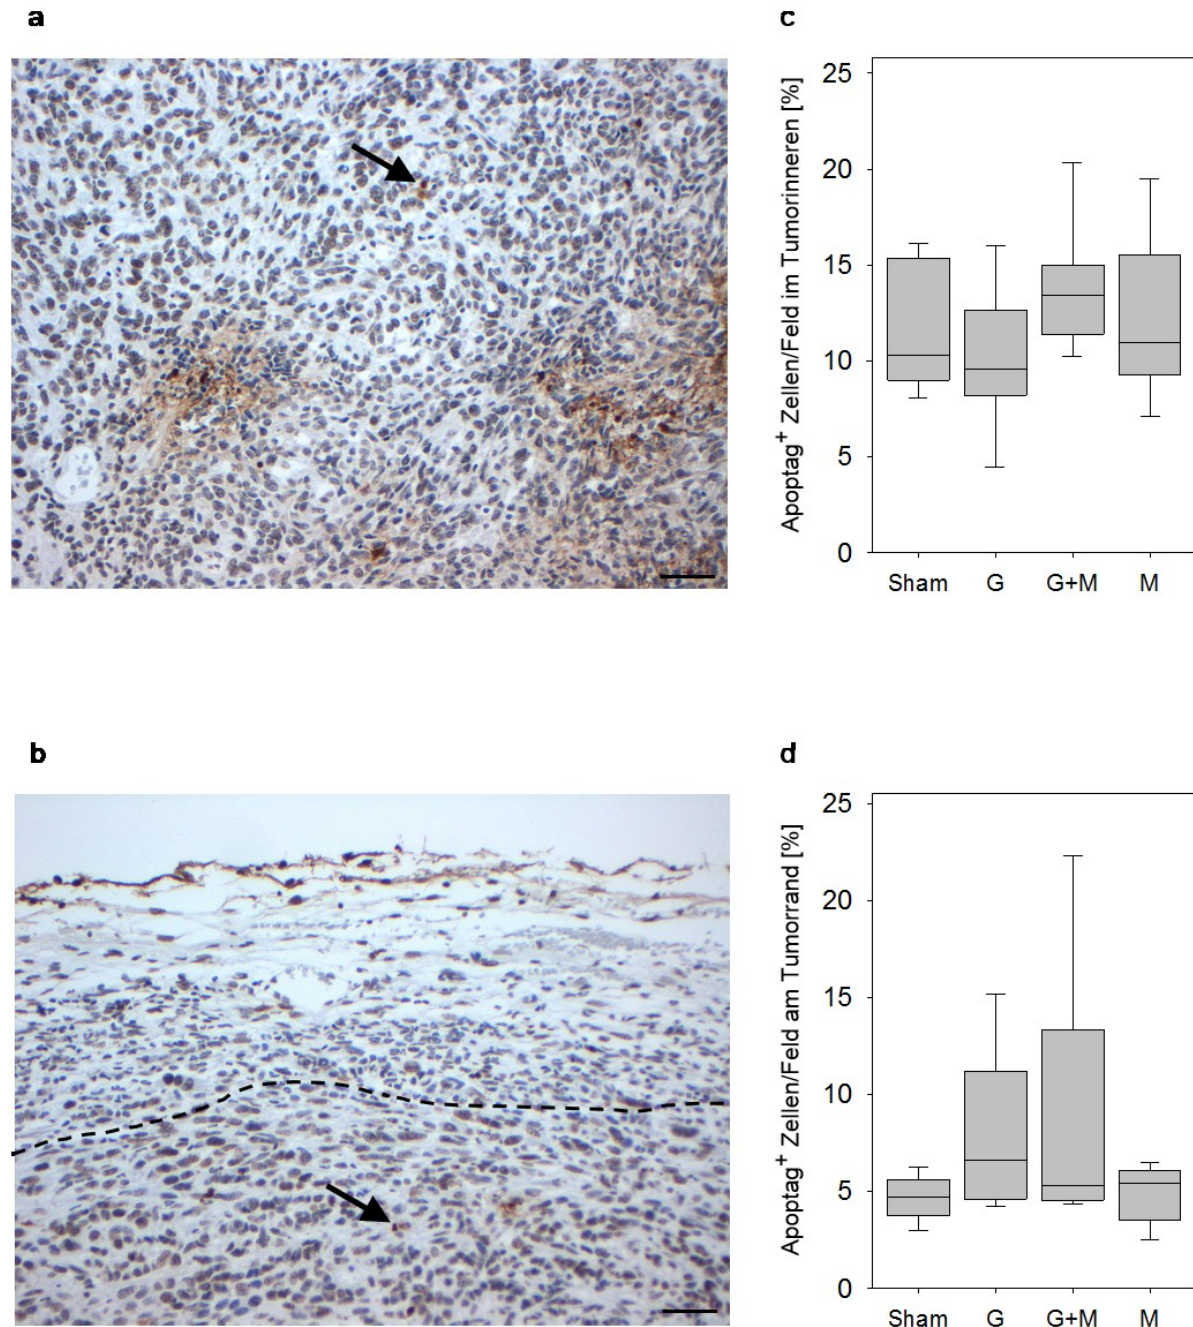 a
c
Apoptag⁺ Zellen/Feld im Tumorinneren [%]
25
20
15
10
5
0
Sham G G+M M
b
d
Apoptag⁺ Zellen/Feld am Tumorrand [%]
25
20
15
10
5
0
Sham G G+M M